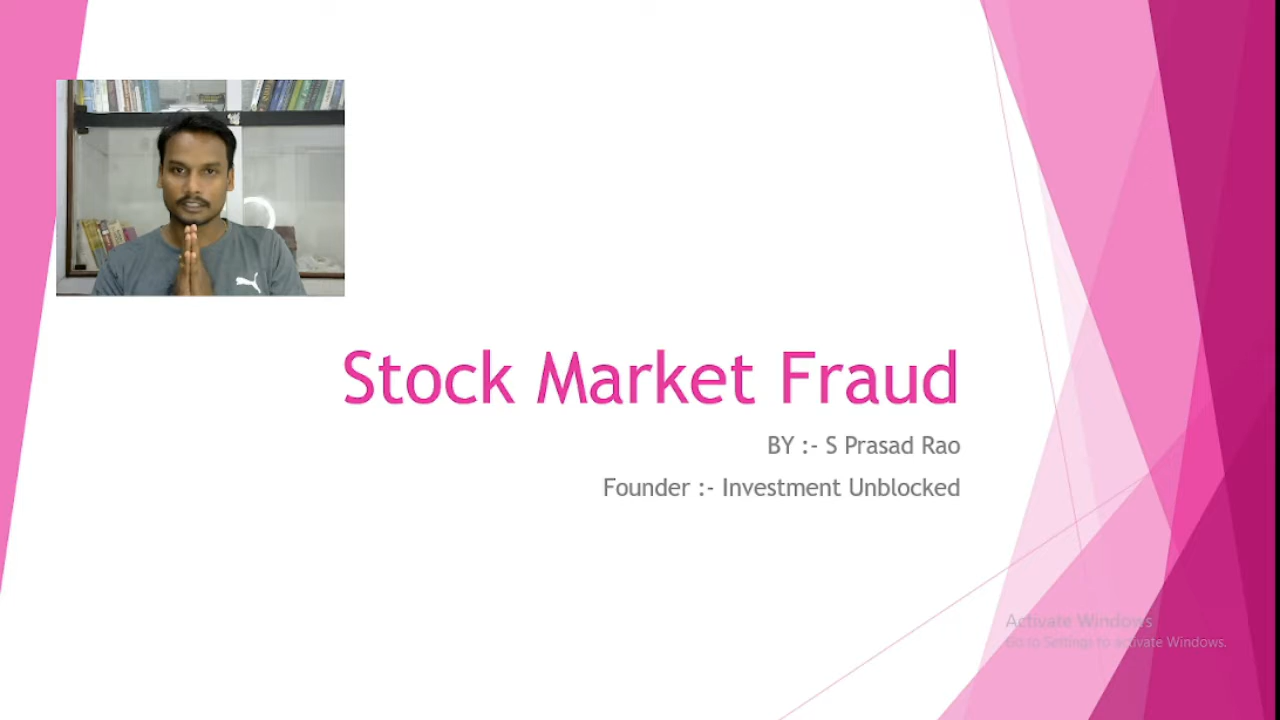 Stock Market Fraud
BY :- S Prasad Rao
Founder :- Investment Unblocked
Activate Windows
Go to Settings to activate Windows.